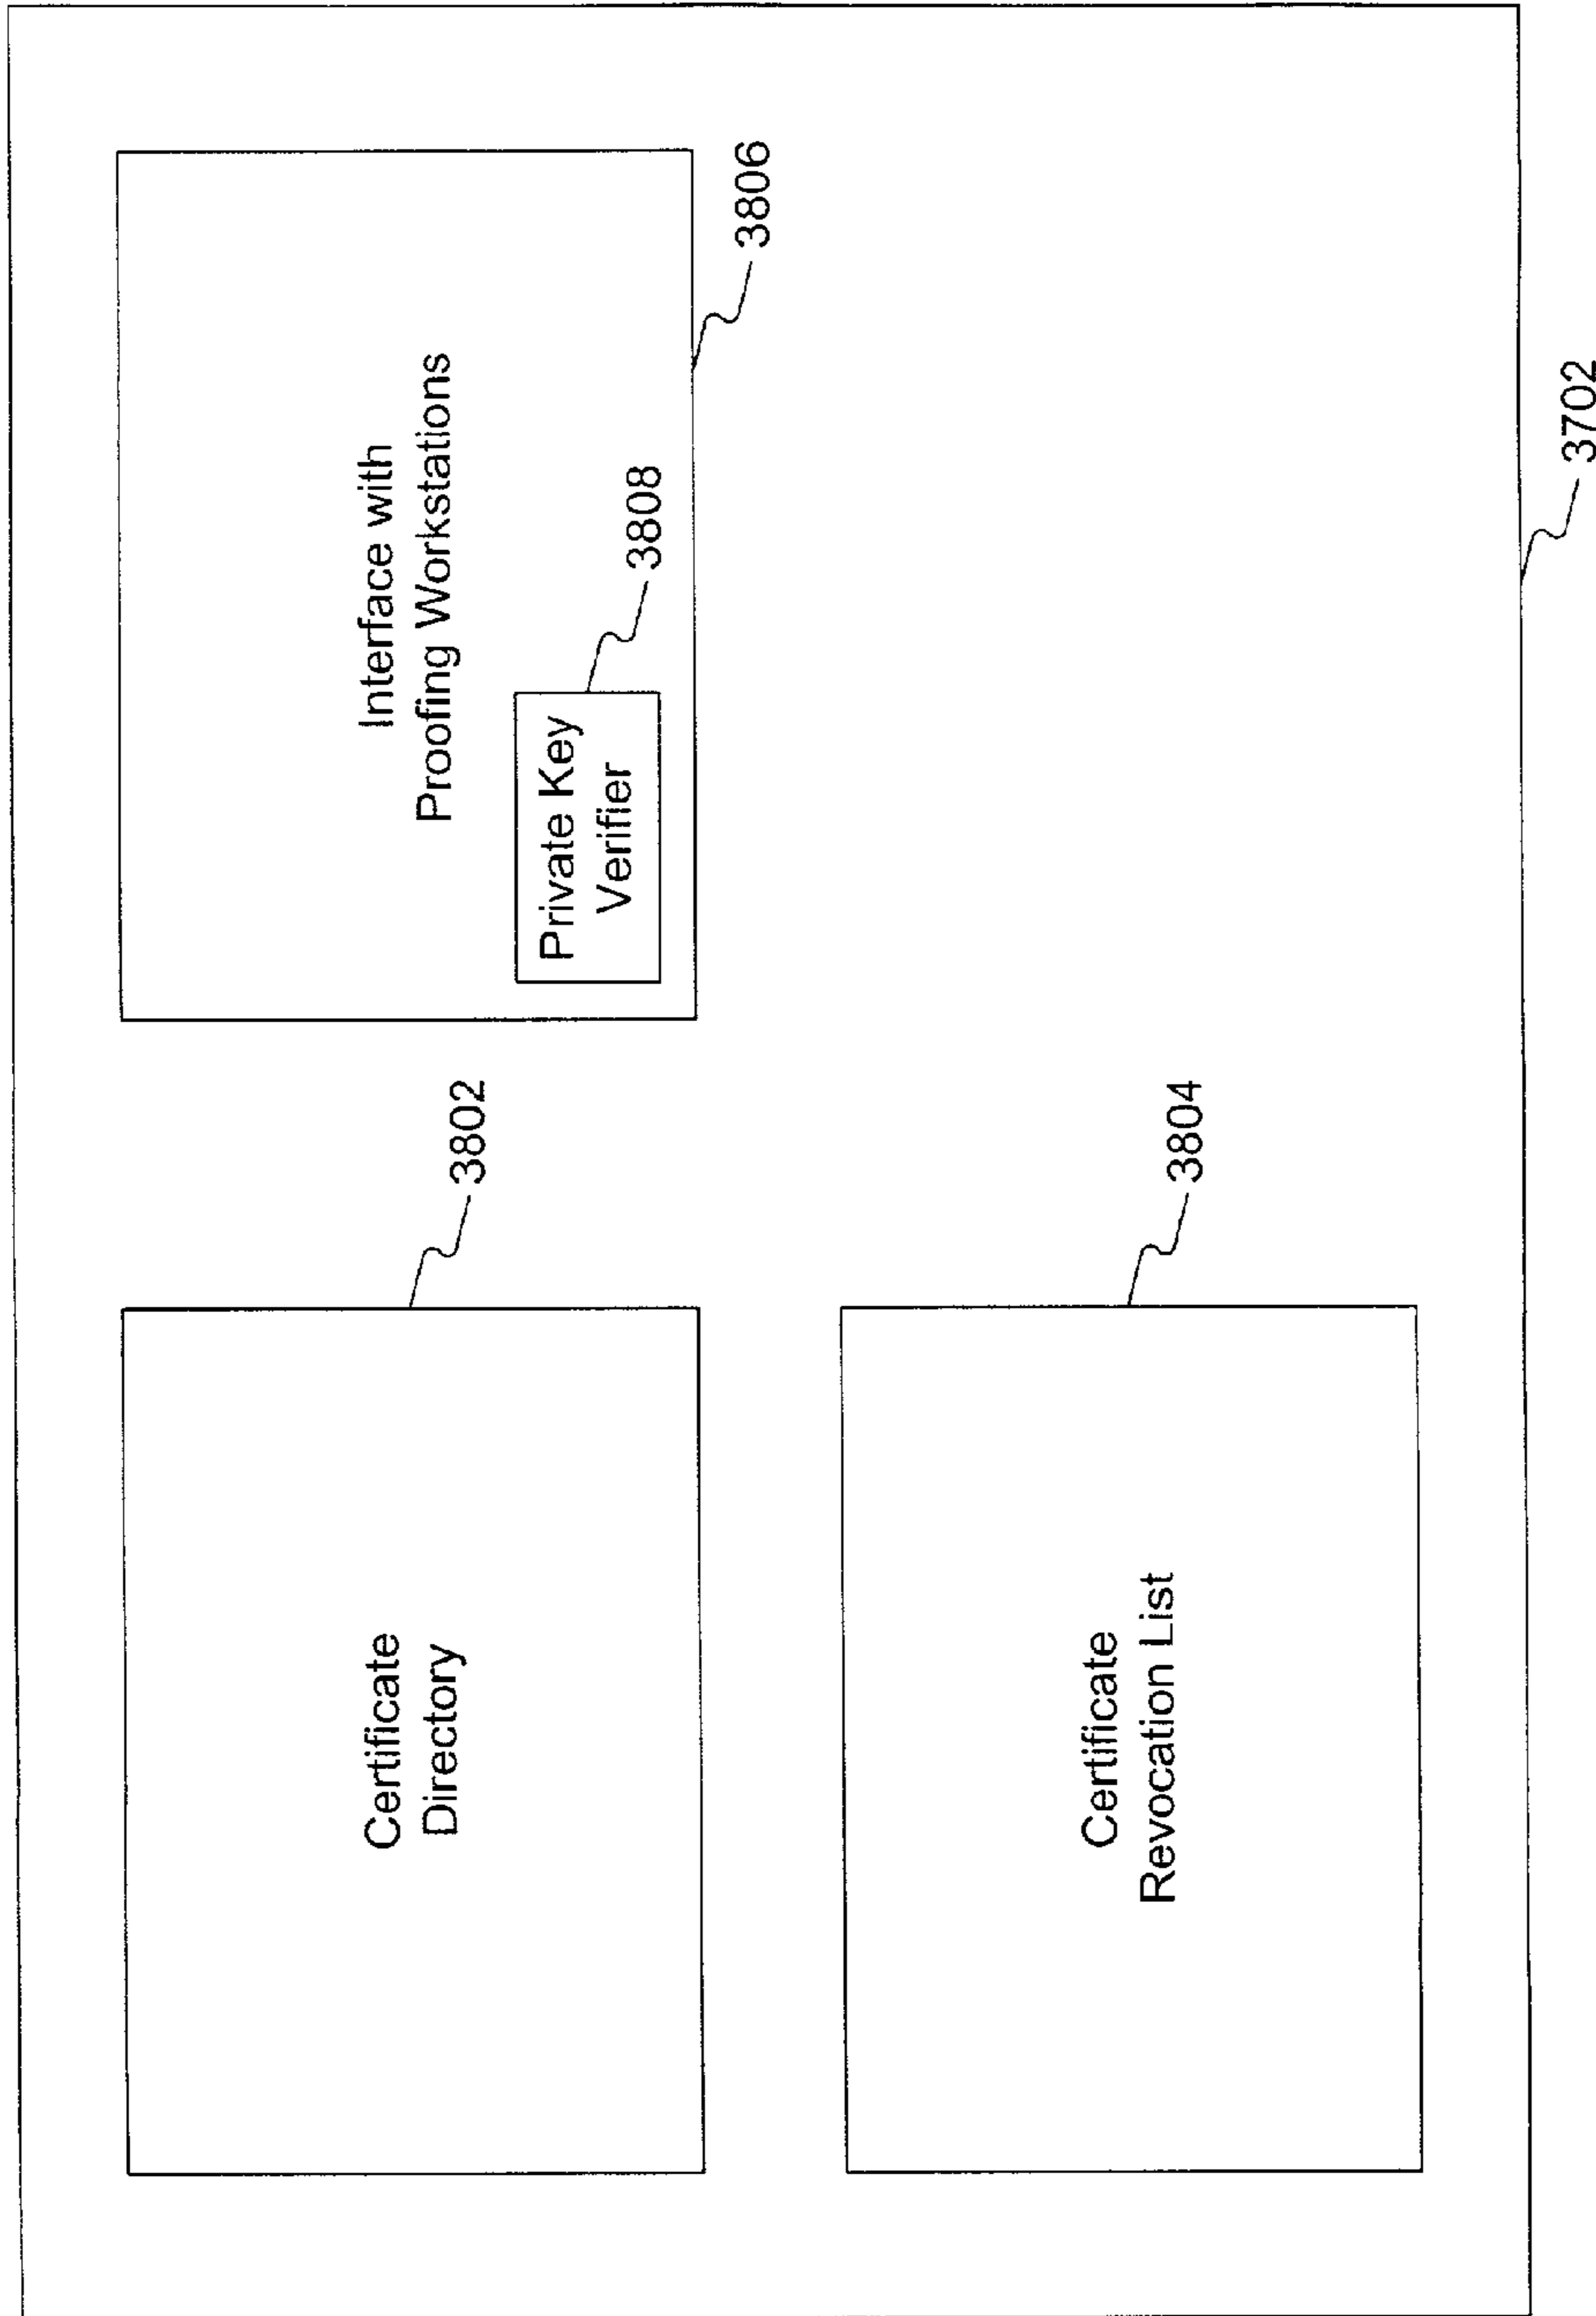 Certificate
Directory
3802
Interface with
Proofing Workstations
Private Key
Verifier
3808
3806
Certificate
Revocation List
3804
3702